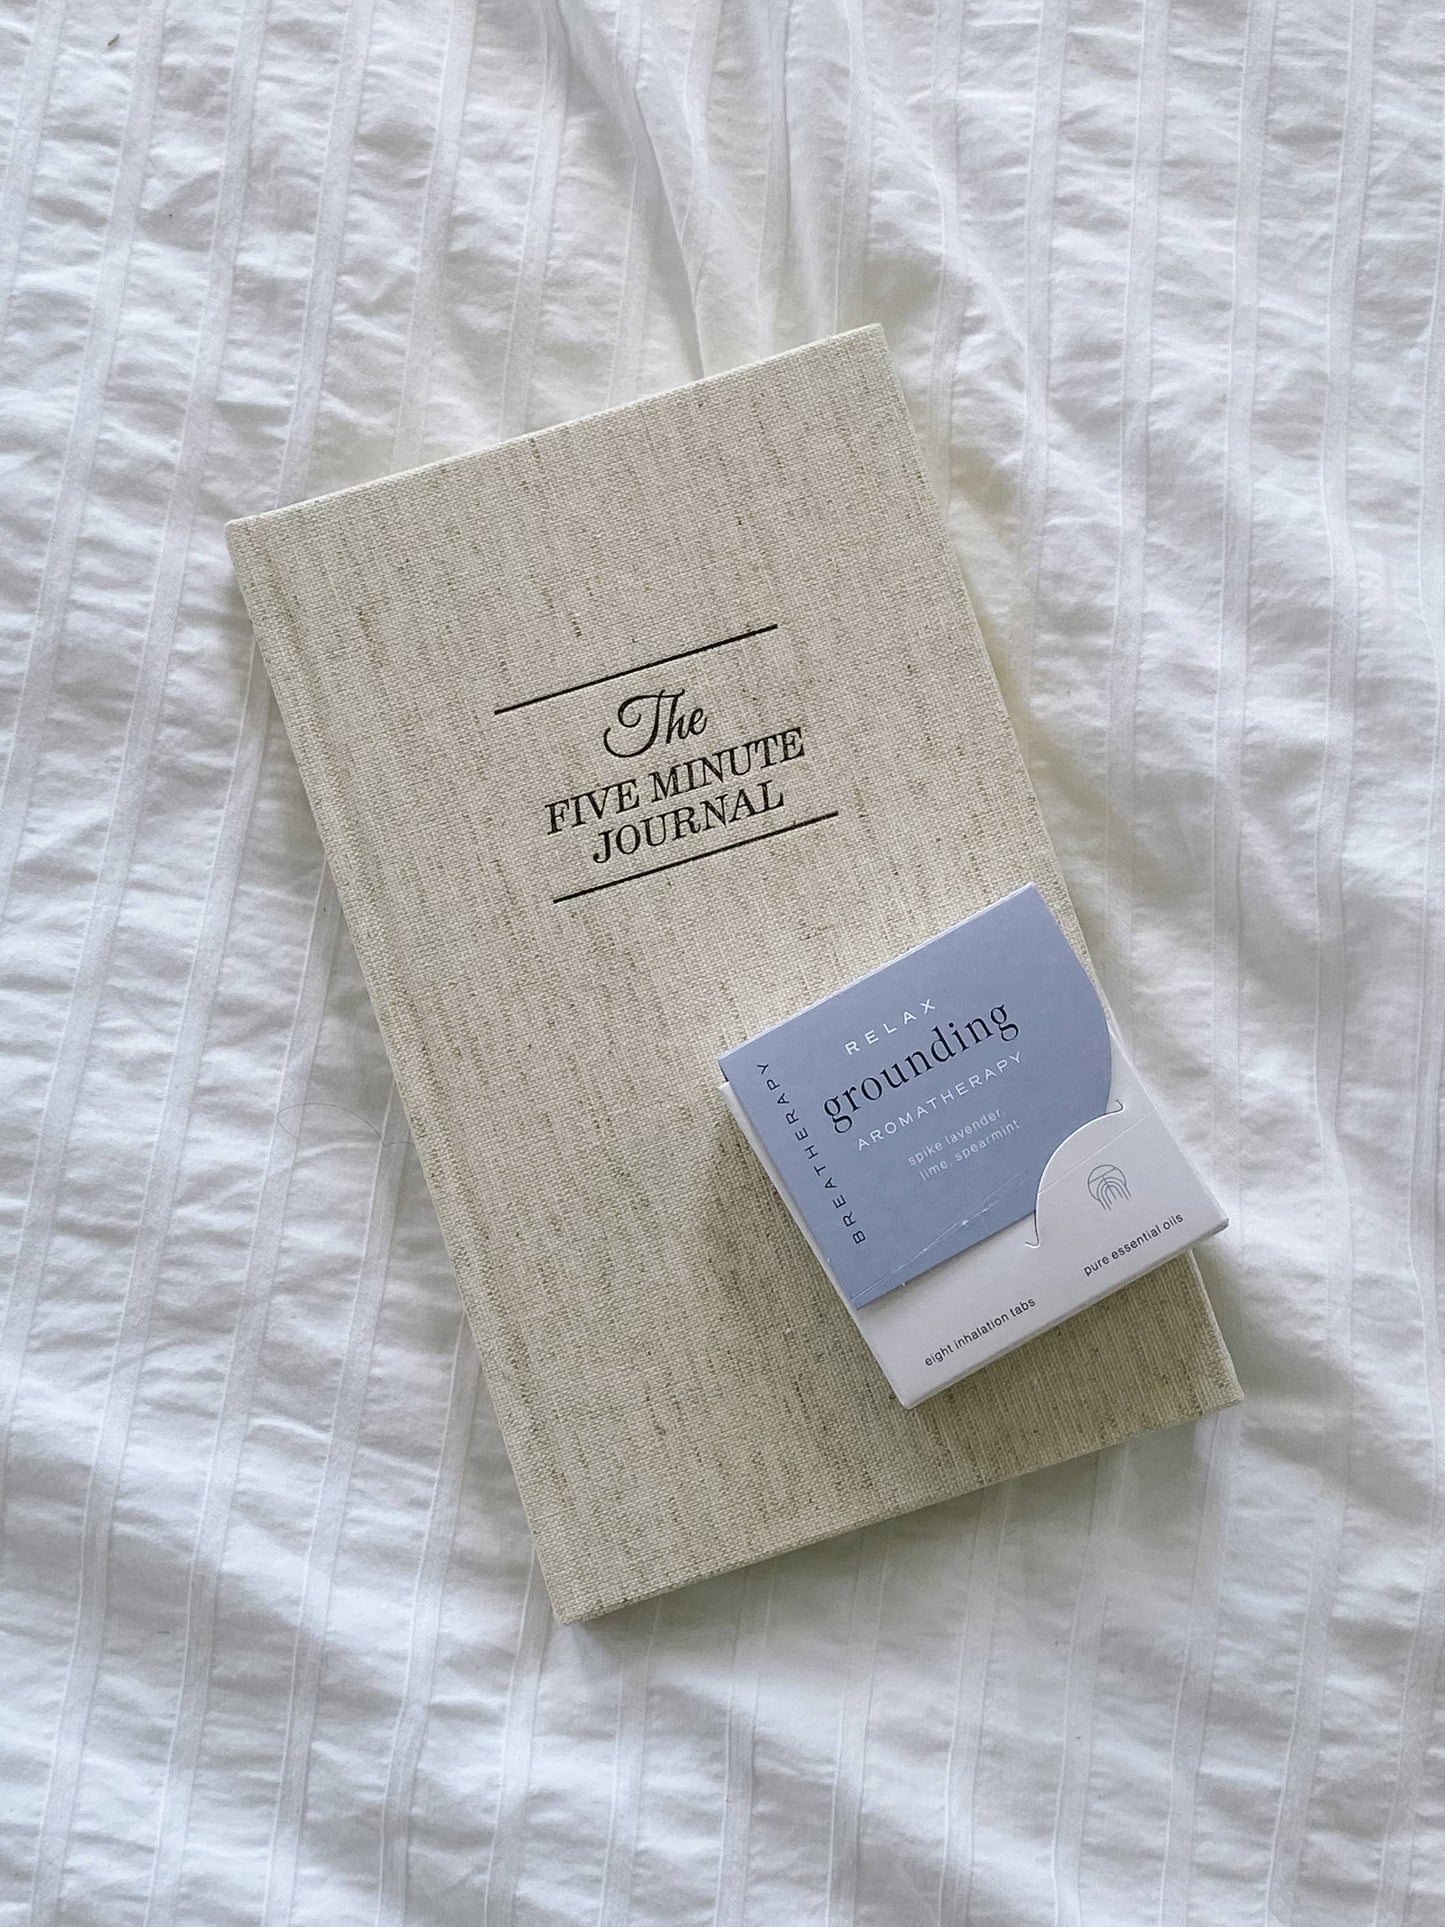 The
FIVE MINUTE
JOURNAL
BREATHERAPY
RELAX
grounding
AROMATHERAPY
spike lavender,
lime, spearmint
eight inhalation tabs
pure essential oils